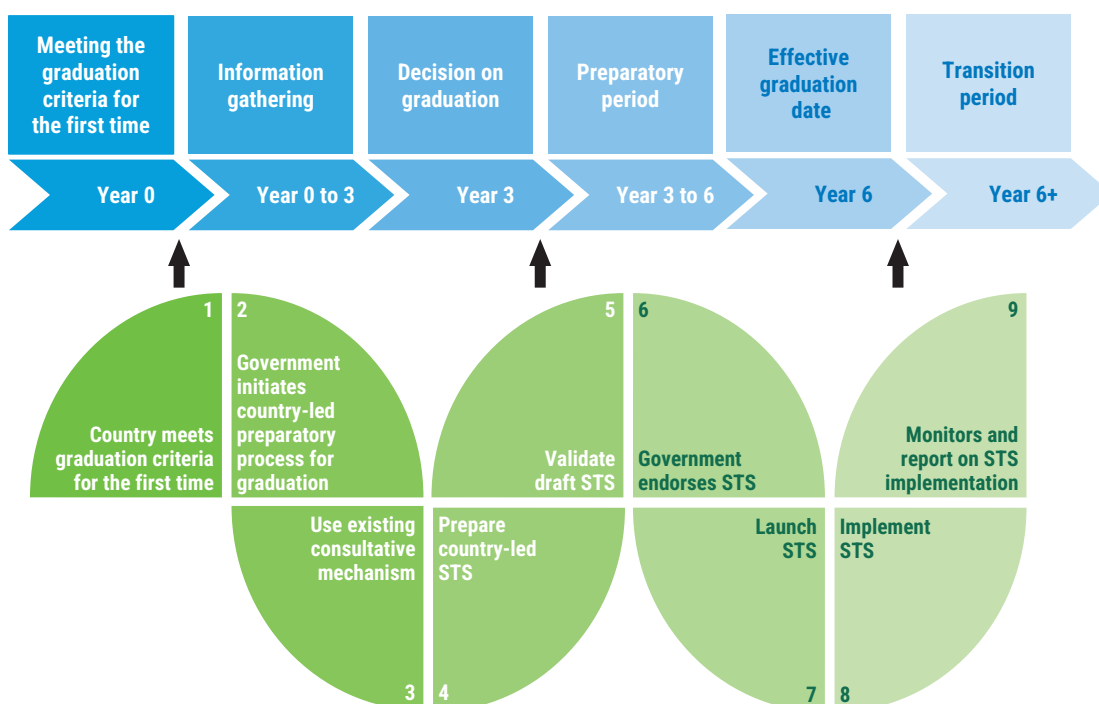 Meeting the
graduation
criteria for
the first time
Information
gathering
Decision on
graduation
Preparatory
period
Effective
graduation
date
Transition
period
Year 0
Year 0 to 3
Year 3
Year 3 to 6
Year 6
Year 6+
1
Country meets
graduation criteria
for the first time
2
Government
initiates
country-led
preparatory
process for
graduation
Use existing
consultative
mechanism
3
Prepare
country-led
STS
4
5
Validate
draft STS
6
Government
endorses STS
Launch
STS
7
Implement
STS
8
9
Monitors and
report on STS
implementation